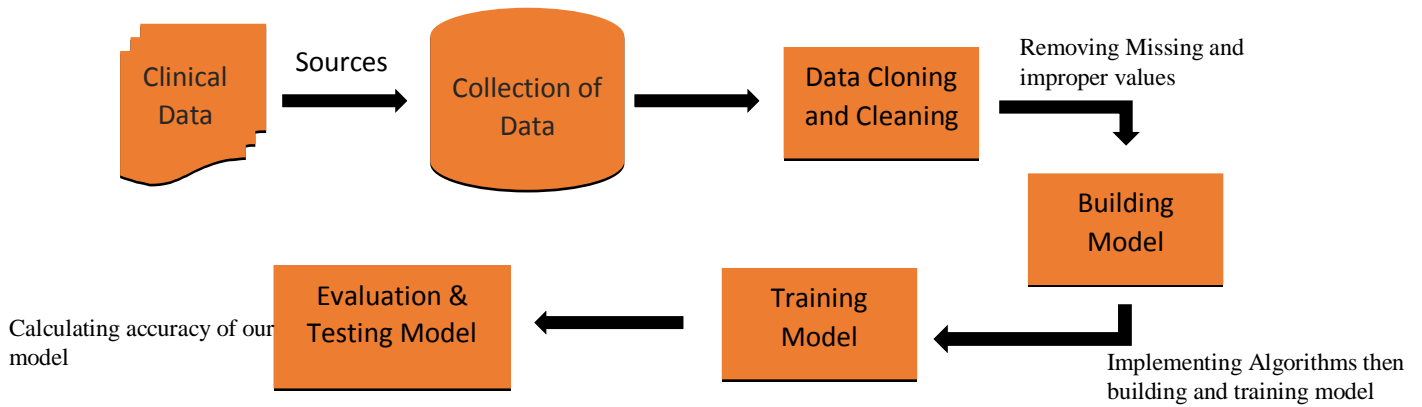 Clinical
Data
Sources
Collection of
Data
Data Cloning
and Cleaning
Removing Missing and
improper values
Building
Model
Implementing Algorithms then
building and training model
Training
Model
Evaluation &
Testing Model
Calculating accuracy of our
model